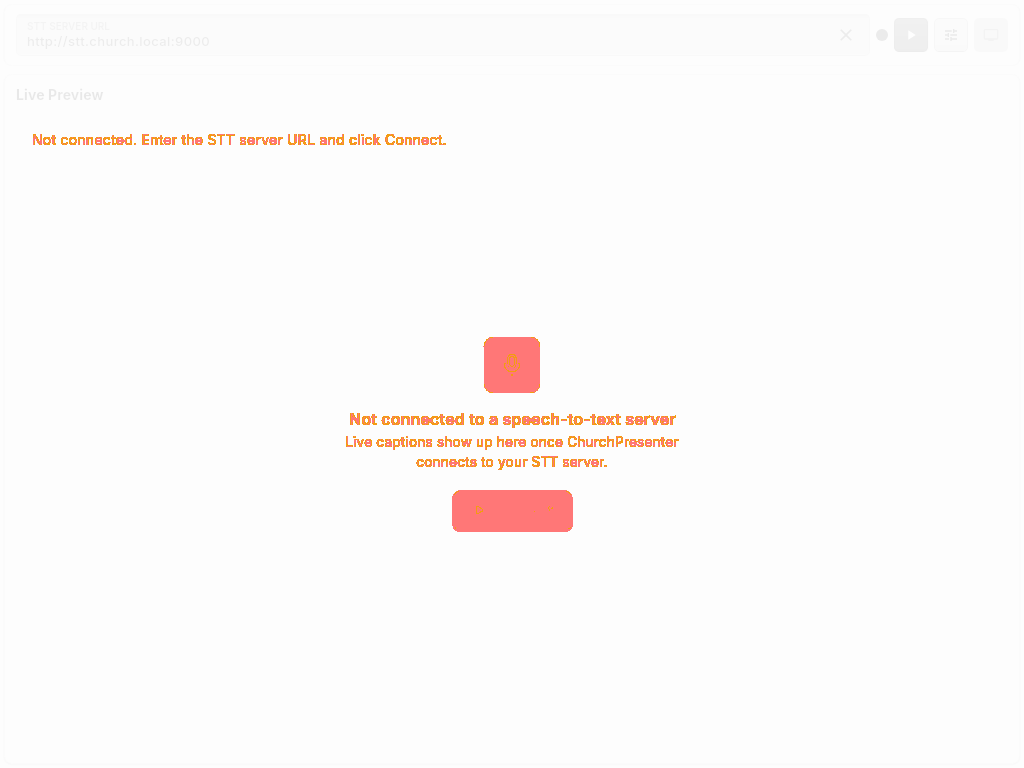 STT SERVER URL
http://stt.church.local:9000
Live Preview
Not connected. Enter the STT server URL and click Connect.
Not connected to a speech-to-text server
Live captions show up here once ChurchPresenter
connects to your STT server.